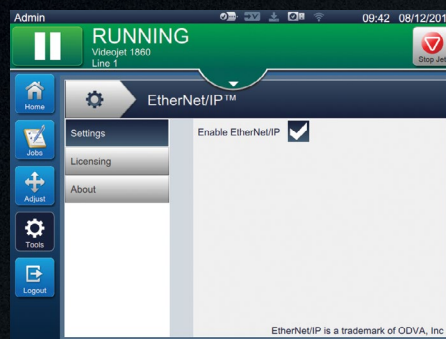 Admin
09:42 08/12/201
RUNNING
Videojet 1860
Line 1
Stop Jet
Home
EtherNet/IP™
Settings
Enable EtherNet/IP
Licensing
About
Jobs
Adjust
Tools
Logout
EtherNet/IP is a trademark of ODVA, Inc